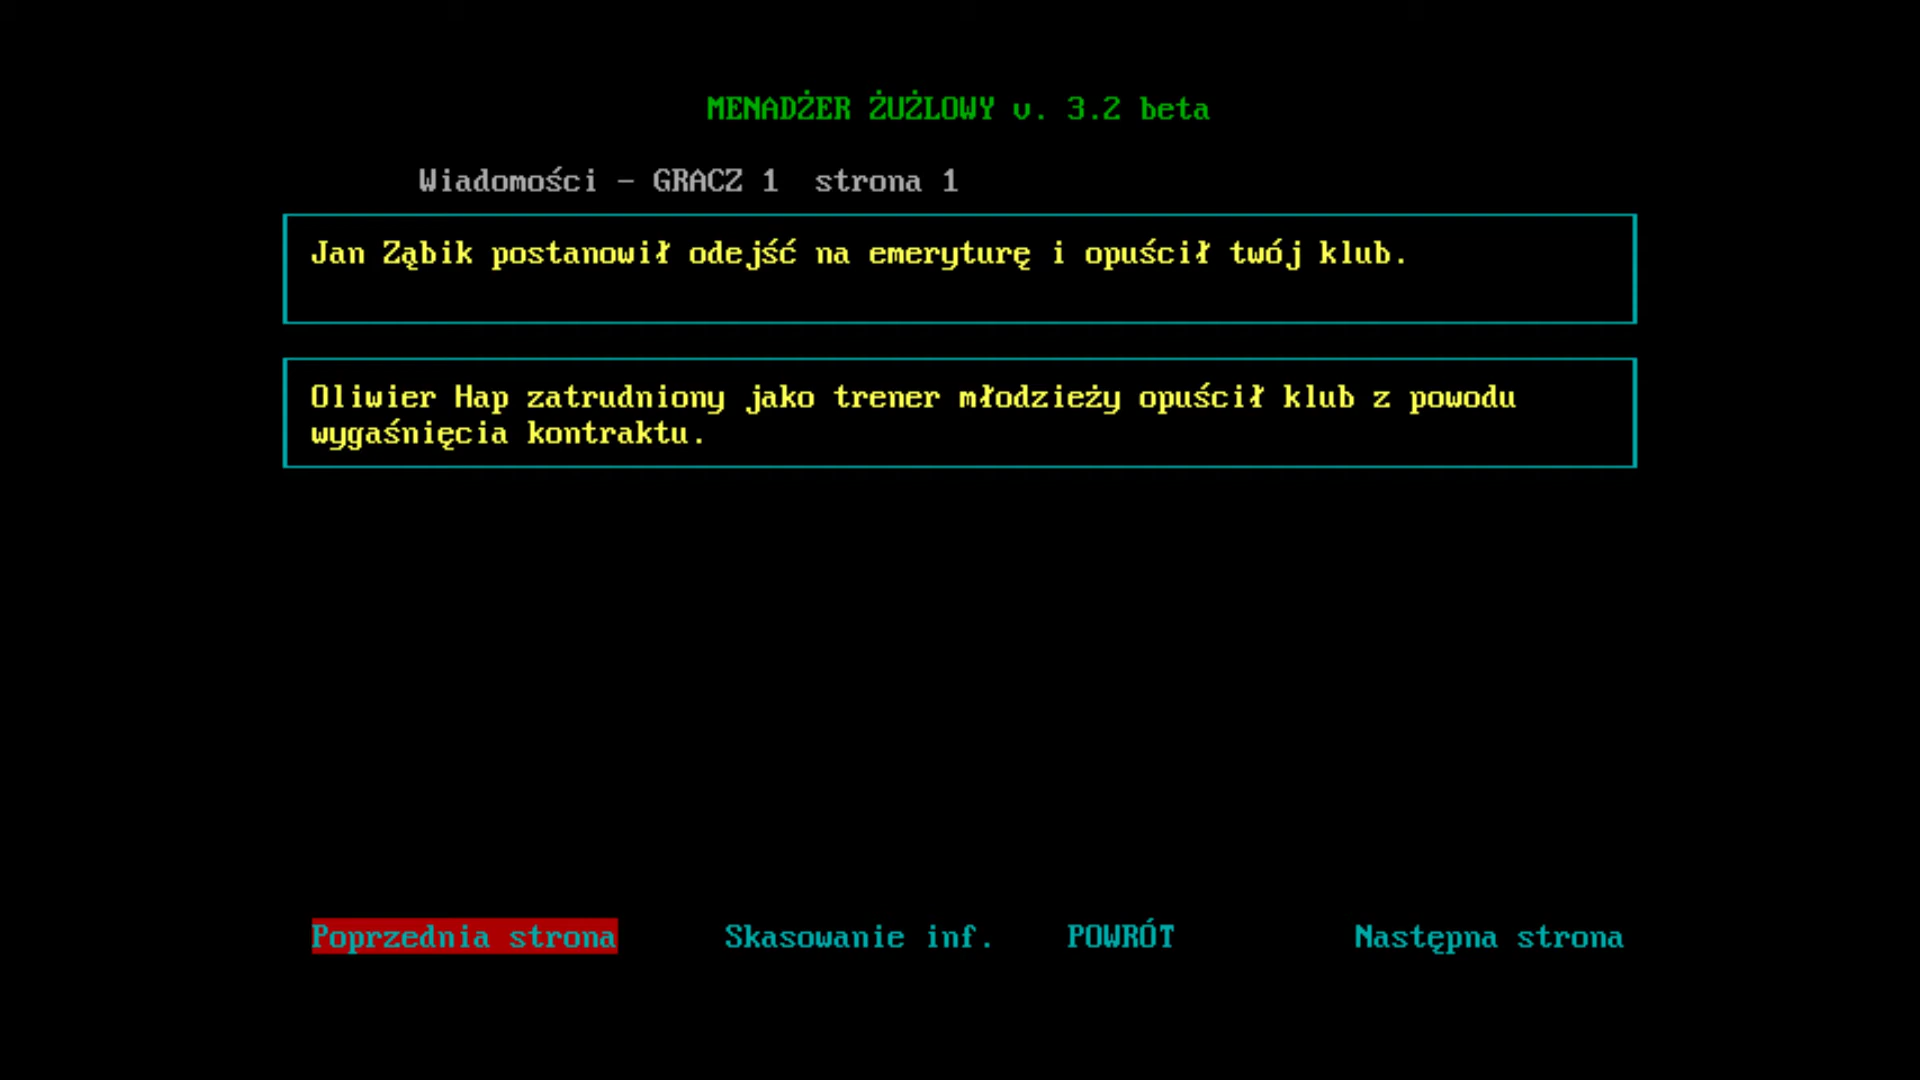 MENADŻER ŻUŻLOWY v. 3.2 beta
Wiadomości - GRACZ 1 strona 1
Jan Ząbik postanowił odejść na emeryturę i opuścił twój klub.
Oliwier Hap zatrudniony jako trener młodzieży opuścił klub z powodu
wygaśnięcia kontraktu.
Poprzednia strona Skasowanie inf. POWRÓT Następna strona